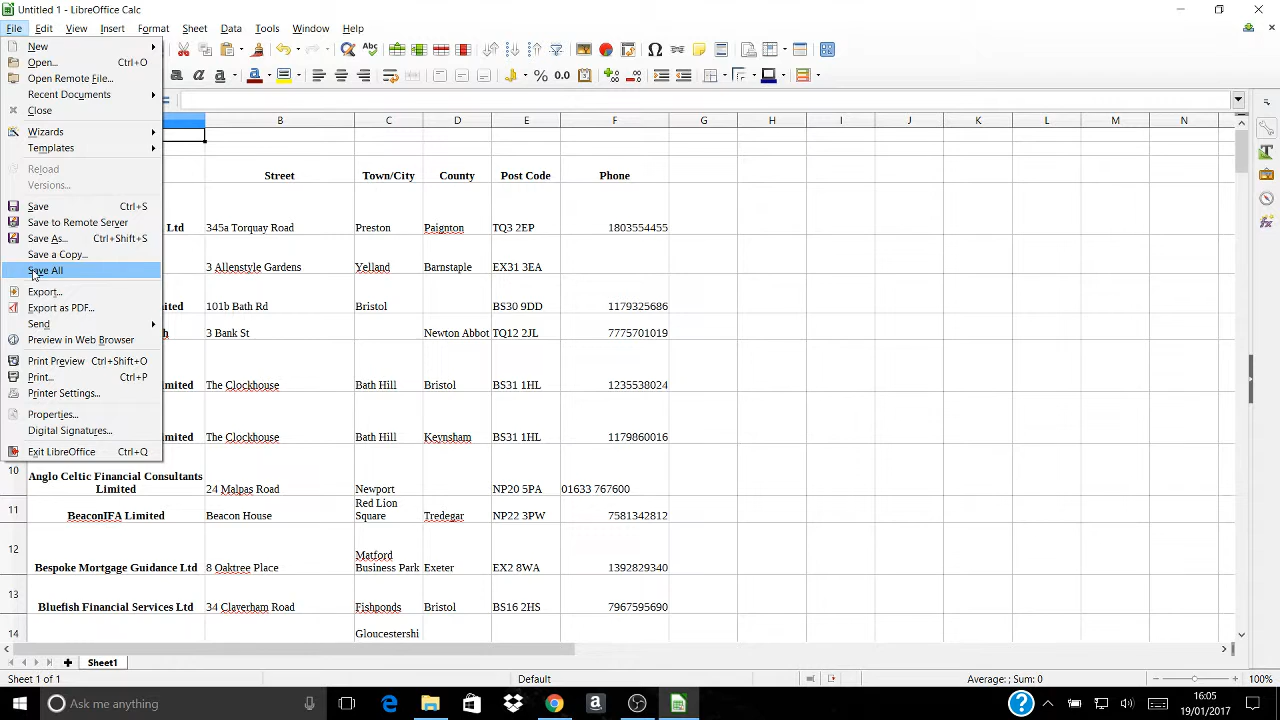 Untitled 1 - LibreOffice Calc
File Edit View Insert Format Sheet Data Tools Window Help
New
Open... Ctrl+O
Open Remote File...
Recent Documents
Close
Wizards
Templates
Reload
Versions...
Save Ctrl+S
Save to Remote Server
Save As... Ctrl+Shift+S
Save a Copy...
Save All
Export...
Export as PDF...
Send
Preview in Web Browser
Print Preview Ctrl+Shift+O
Print... Ctrl+P
Printer Settings...
Properties...
Digital Signatures...
Exit LibreOffice Ctrl+Q
B C D E F G H I J K L M N
Street Town/City County Post Code Phone
Ltd 345a Torquay Road Preston Paignton TQ3 2EP 1803554455
3 Allenstyle Gardens Yelland Barnstaple EX31 3EA
101b Bath Rd Bristol BS30 9DD 1179325686
3 Bank St Newton Abbot TQ12 2JL 7775701019
The Clockhouse Bath Hill Bristol BS31 1HL 1235538024
The Clockhouse Bath Hill Keynsham BS31 1HL 1179860016
10 Anglo Celtic Financial Consultants
Limited 24 Malpas Road Newport NP20 5PA 01633 767600
11 BeaconIFA Limited Beacon House Red Lion
Square Tredegar NP22 3PW 7581342812
12 Bespoke Mortgage Guidance Ltd 8 Oaktree Place Matford
Business Park Exeter EX2 8WA 1392829340
13 Bluefish Financial Services Ltd 34 Claverham Road Fishponds Bristol BS16 2HS 7967595690
14 Gloucestershi
Sheet1
Sheet 1 of 1 Default Average: ; Sum: 0 100%
Ask me anything
16:05
19/01/2017